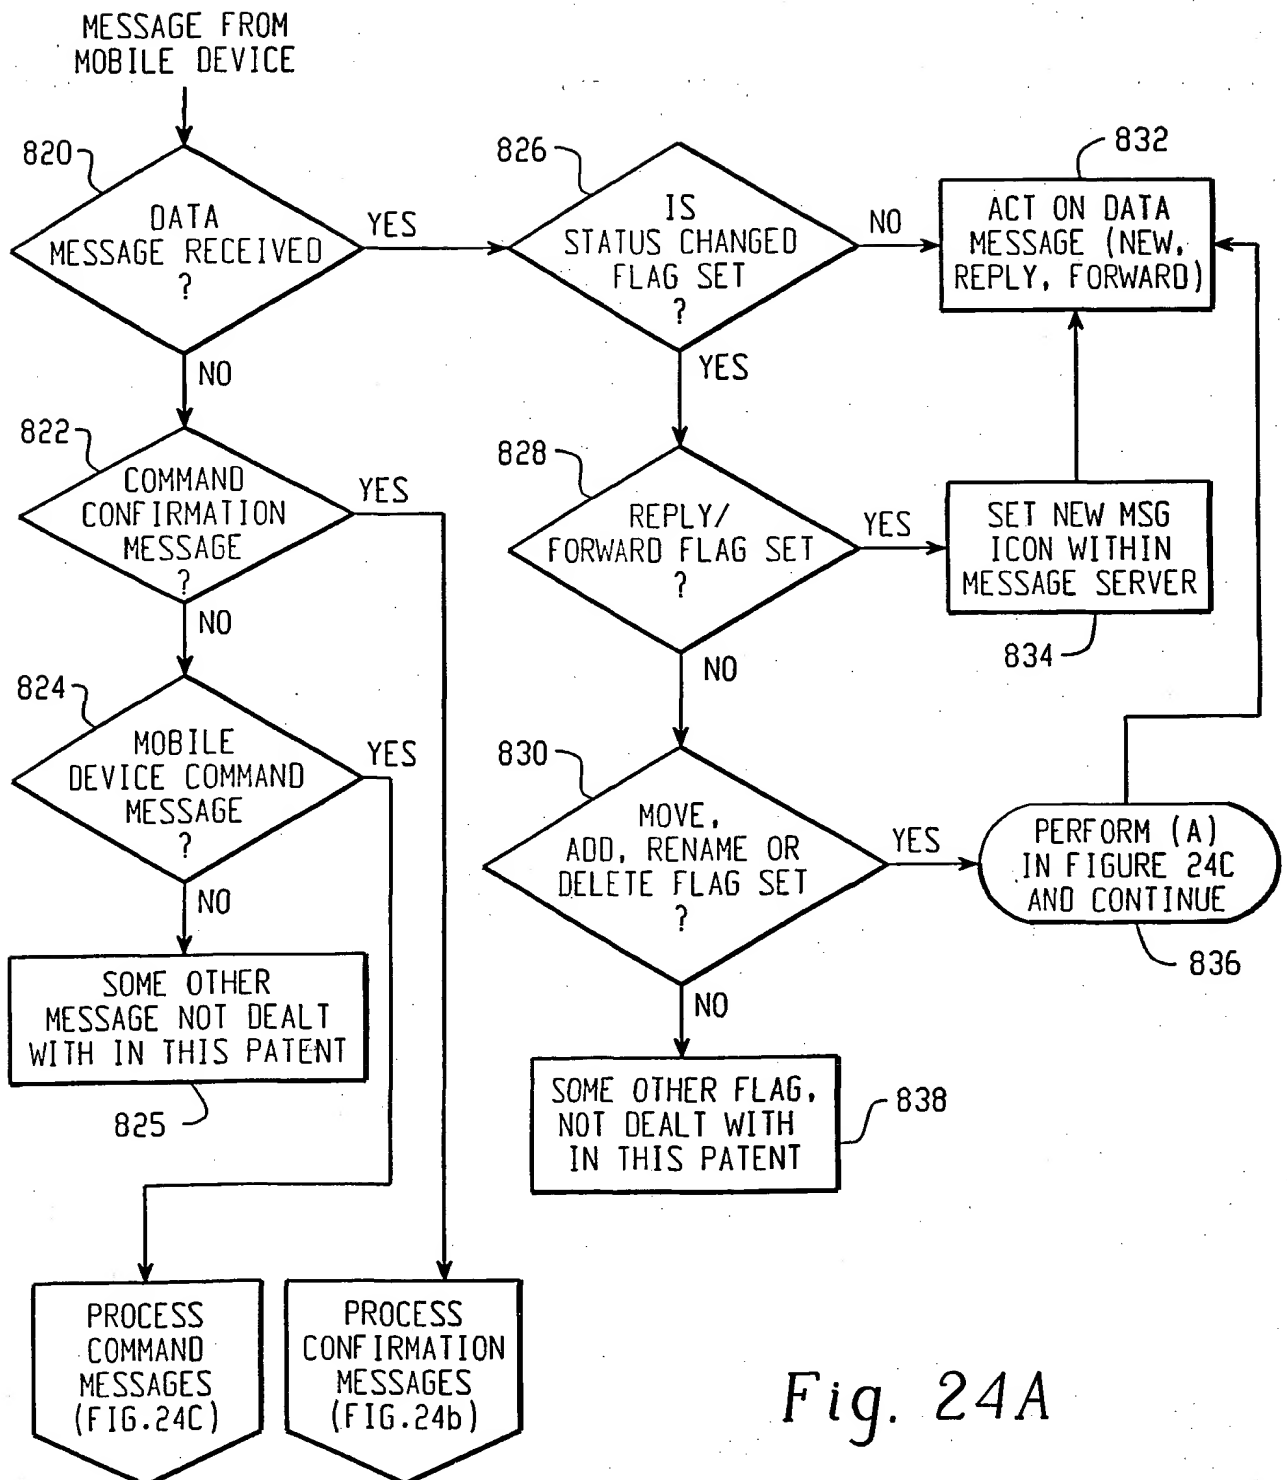 MESSAGE FROM
MOBILE DEVICE
820
DATA
MESSAGE RECEIVED
?
YES
NO
826
IS
STATUS CHANGED
FLAG SET
?
NO
YES
832
ACT ON DATA
MESSAGE (NEW,
REPLY, FORWARD)
822
COMMAND
CONFIRMATION
MESSAGE
?
YES
NO
828
REPLY/
FORWARD FLAG SET
?
YES
NO
SET NEW MSG
ICON WITHIN
MESSAGE SERVER
834
824
MOBILE
DEVICE COMMAND
MESSAGE
?
YES
NO
830
MOVE,
ADD, RENAME OR
DELETE FLAG SET
?
YES
NO
PERFORM (A)
IN FIGURE 24C
AND CONTINUE
836
SOME OTHER
MESSAGE NOT DEALT
WITH IN THIS PATENT
825
SOME OTHER FLAG,
NOT DEALT WITH
IN THIS PATENT
838
PROCESS
COMMAND
MESSAGES
(FIG.24C)
PROCESS
CONFIRMATION
MESSAGES
(FIG.24b)
Fig. 24A